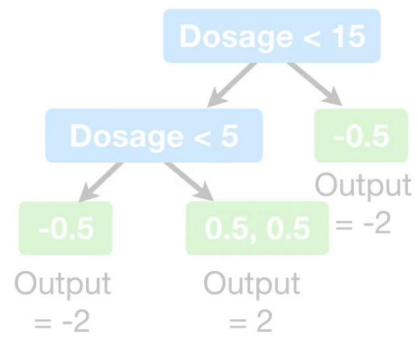 Dosage < 15
Dosage < 5
-0.5
Output
= -2
-0.5
0.5, 0.5
Output
= -2
Output
= 2